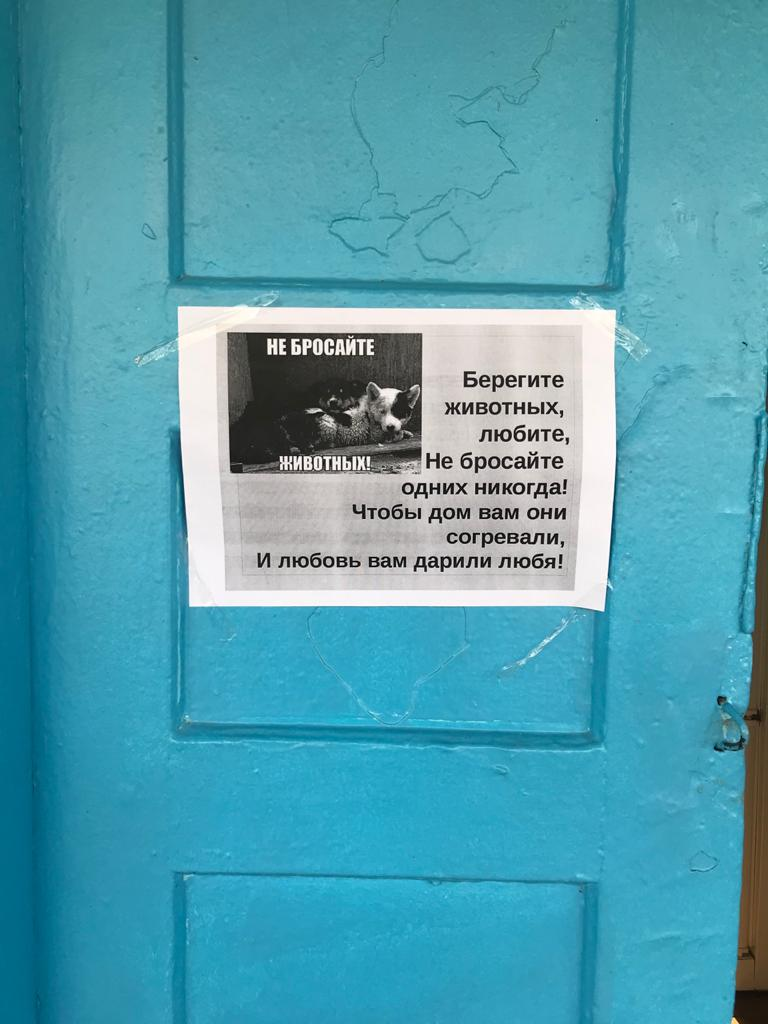 НЕ БРОСАЙТЕ
ЖИВОТНЫХ!
Берегите
животных,
любите,
Не бросайте
одних никогда!
Чтобы дом вам они
согревали,
И любовь вам дарили любя!